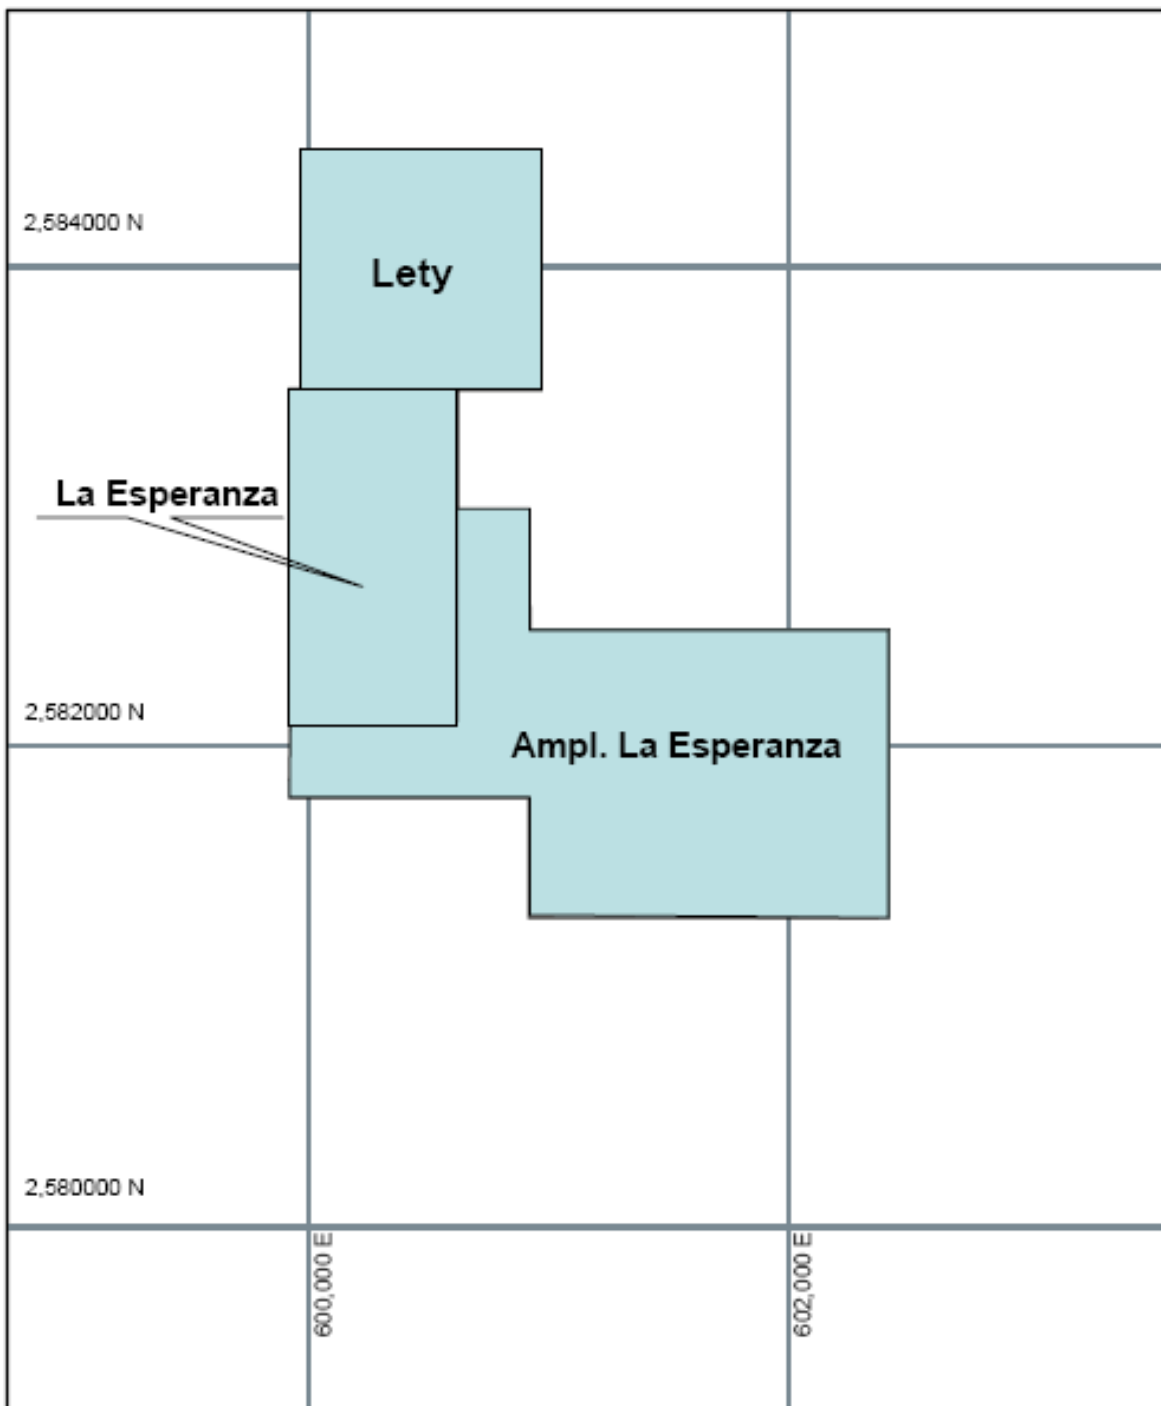 2,584000 N
Lety
La Esperanza
2,582000 N
Ampl. La Esperanza
2,580000 N
600,000 E
602,000 E